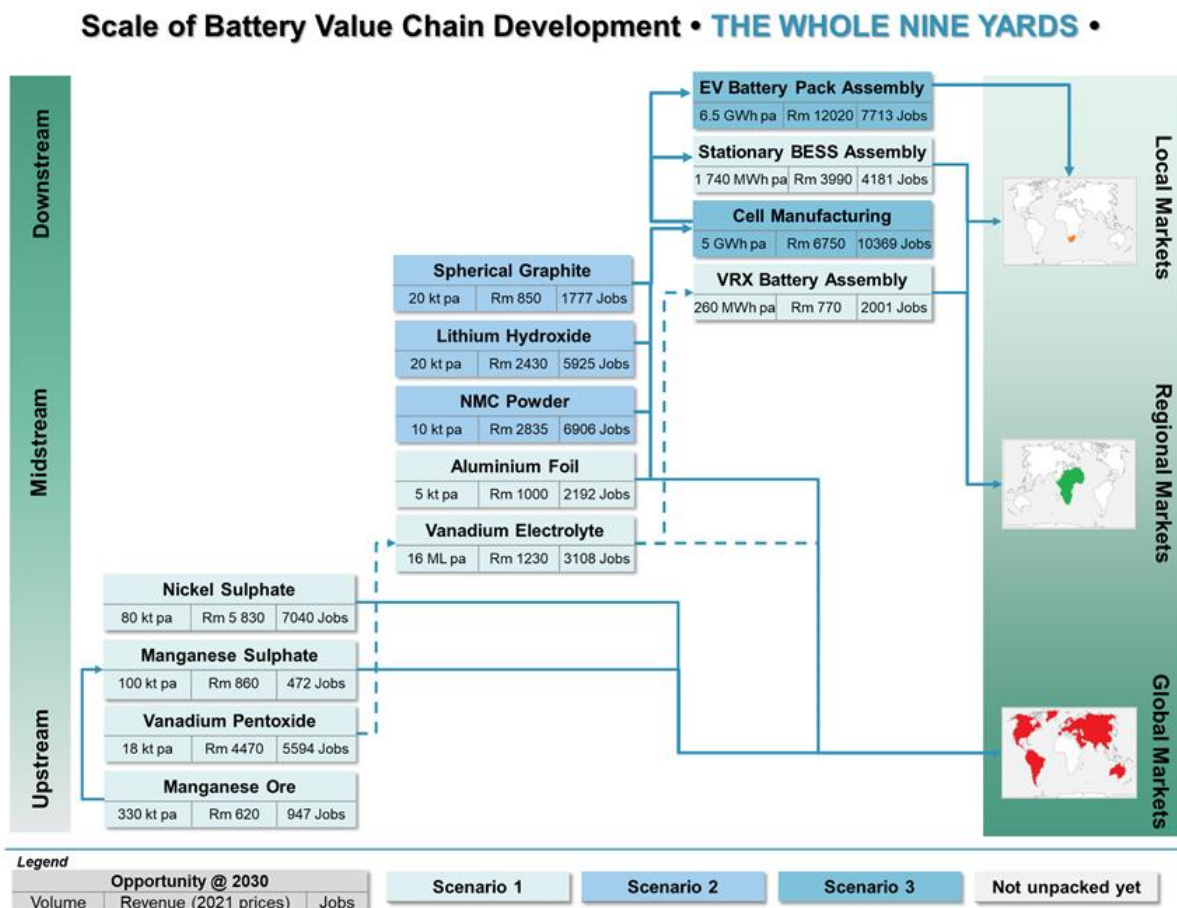 Scale of Battery Value Chain Development • THE WHOLE NINE YARDS •
Downstream
Midstream
Upstream
EV Battery Pack Assembly
6.5 GWh pa Rm 12020 7713 Jobs
Stationary BESS Assembly
1 740 MWh pa Rm 3990 4181 Jobs
Cell Manufacturing
5 GWh pa Rm 6750 10369 Jobs
VRX Battery Assembly
260 MWh pa Rm 770 2001 Jobs
Spherical Graphite
20 kt pa Rm 850 1777 Jobs
Lithium Hydroxide
20 kt pa Rm 2430 5925 Jobs
NMC Powder
10 kt pa Rm 2835 6906 Jobs
Aluminium Foil
5 kt pa Rm 1000 2192 Jobs
Vanadium Electrolyte
16 ML pa Rm 1230 3108 Jobs
Nickel Sulphate
80 kt pa Rm 5 830 7040 Jobs
Manganese Sulphate
100 kt pa Rm 860 472 Jobs
Vanadium Pentoxide
18 kt pa Rm 4470 5594 Jobs
Manganese Ore
330 kt pa Rm 620 947 Jobs
Local Markets
Regional Markets
Global Markets
Legend
Opportunity @ 2030
Volume Revenue (2021 prices) Jobs
Scenario 1
Scenario 2
Scenario 3
Not unpacked yet